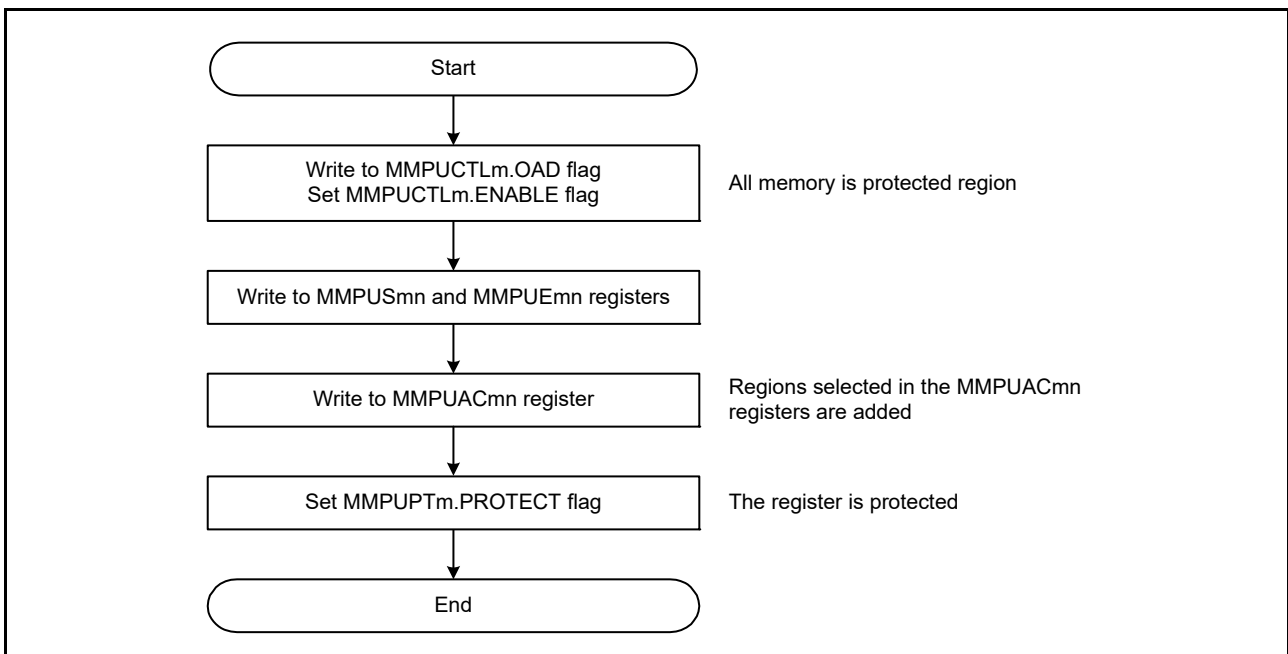 Start
Write to MMPUCTLm.OAD flag
Set MMPUCTLm.ENABLE flag
All memory is protected region
Write to MMPUSmn and MMPUEmn registers
Write to MMPUACmn register
Regions selected in the MMPUACmn
registers are added
Set MMPUPTm.PROTECT flag
The register is protected
End